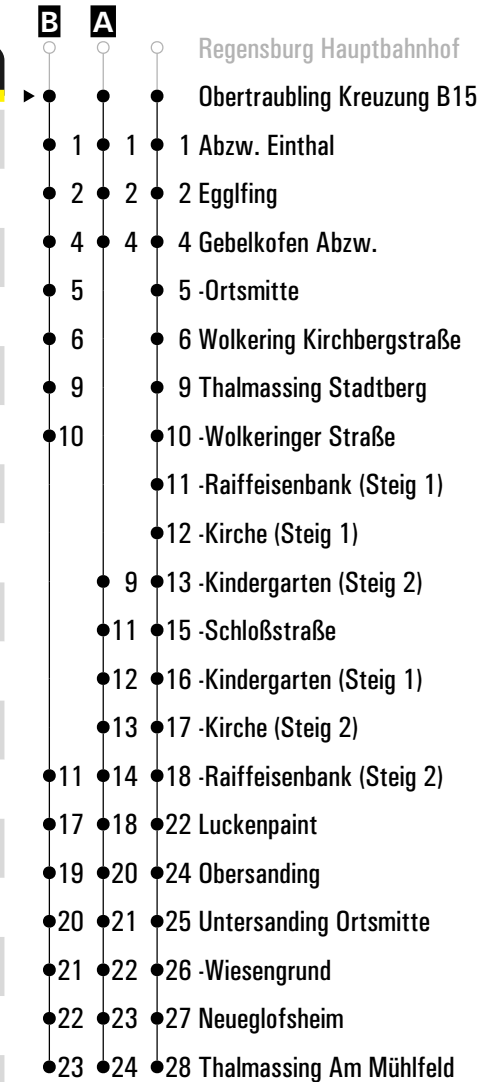 B A
Regensburg Hauptbahnhof
Obertraubling Kreuzung B15
1 1 1 Abzw. Einthal
2 2 2 Egglfing
4 4 4 Gebelkofen Abzw.
5 5 -Ortsmitte
6 6 Wolkering Kirchbergstraße
9 9 Thalmassing Stadtberg
10 10 -Wolkeringer Straße
11 -Raiffeisenbank (Steig 1)
12 -Kirche (Steig 1)
9 13 -Kindergarten (Steig 2)
11 15 -Schloßstraße
12 16 -Kindergarten (Steig 1)
13 17 -Kirche (Steig 2)
11 14 18 -Raiffeisenbank (Steig 2)
17 18 22 Luckenpaint
19 20 24 Obersanding
20 21 25 Untersanding Ortsmitte
21 22 26 -Wiesengrund
22 23 27 Neueglofsheim
23 24 28 Thalmassing Am Mühlfeld